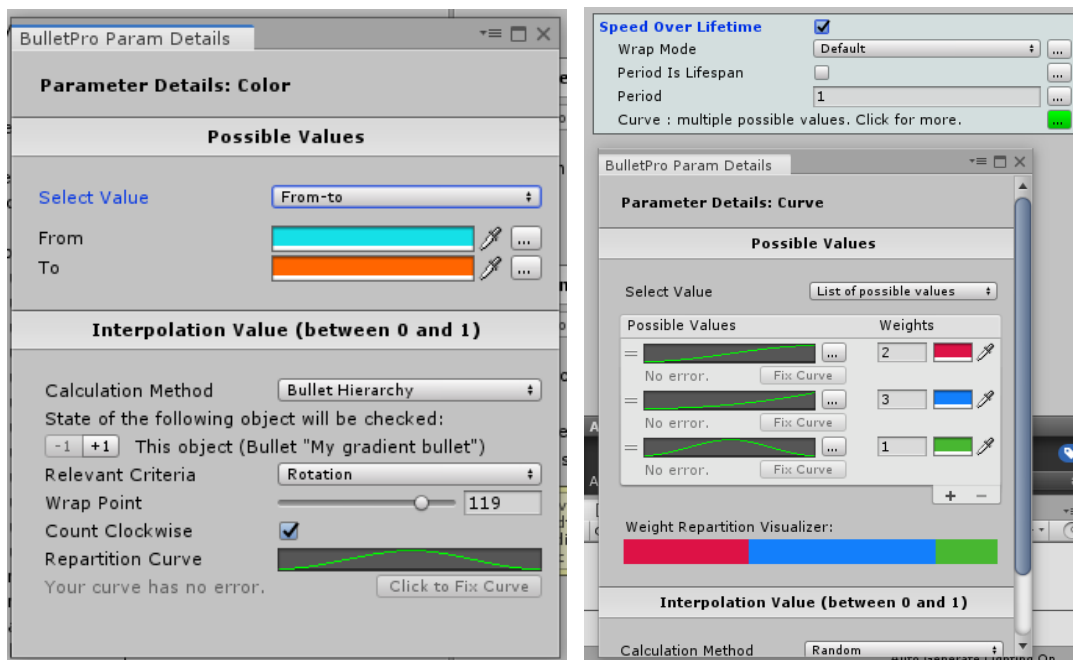 BulletPro Param Details
Parameter Details: Color
Possible Values
Select Value From-to
From ...
To ...
Interpolation Value (between 0 and 1)
Calculation Method Bullet Hierarchy
State of the following object will be checked:
-1 +1 This object (Bullet "My gradient bullet")
Relevant Criteria Rotation
Wrap Point 119
Count Clockwise
Repartition Curve
Your curve has no error. Click to Fix Curve
Speed Over Lifetime
Wrap Mode Default ...
Period Is Lifespan ...
Period 1 ...
Curve : multiple possible values. Click for more. ...
BulletPro Param Details
Parameter Details: Curve
Possible Values
Select Value List of possible values
Possible Values Weights
= ... 2
No error. Fix Curve
= ... 3
No error. Fix Curve
= ... 1
No error. Fix Curve
+ -
Weight Repartition Visualizer:
Interpolation Value (between 0 and 1)
Calculation Method Random